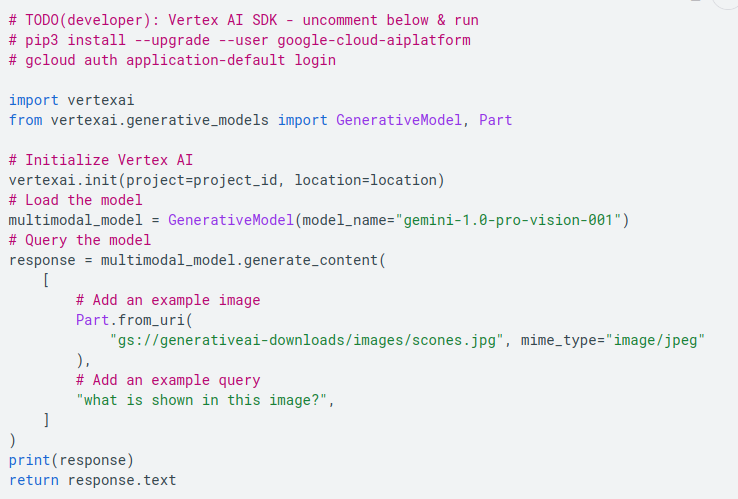 # TODO(developer): Vertex AI SDK - uncomment below & run
# pip3 install --upgrade --user google-cloud-aiplatform
# gcloud auth application-default login

import vertexai
from vertexai.generative_models import GenerativeModel, Part

# Initialize Vertex AI
vertexai.init(project=project_id, location=location)
# Load the model
multimodal_model = GenerativeModel(model_name="gemini-1.0-pro-vision-001")
# Query the model
response = multimodal_model.generate_content(
    [
        # Add an example image
        Part.from_uri(
            "gs://generativeai-downloads/images/scones.jpg", mime_type="image/jpeg"
        ),
        # Add an example query
        "what is shown in this image?",
    ]
)
print(response)
return response.text